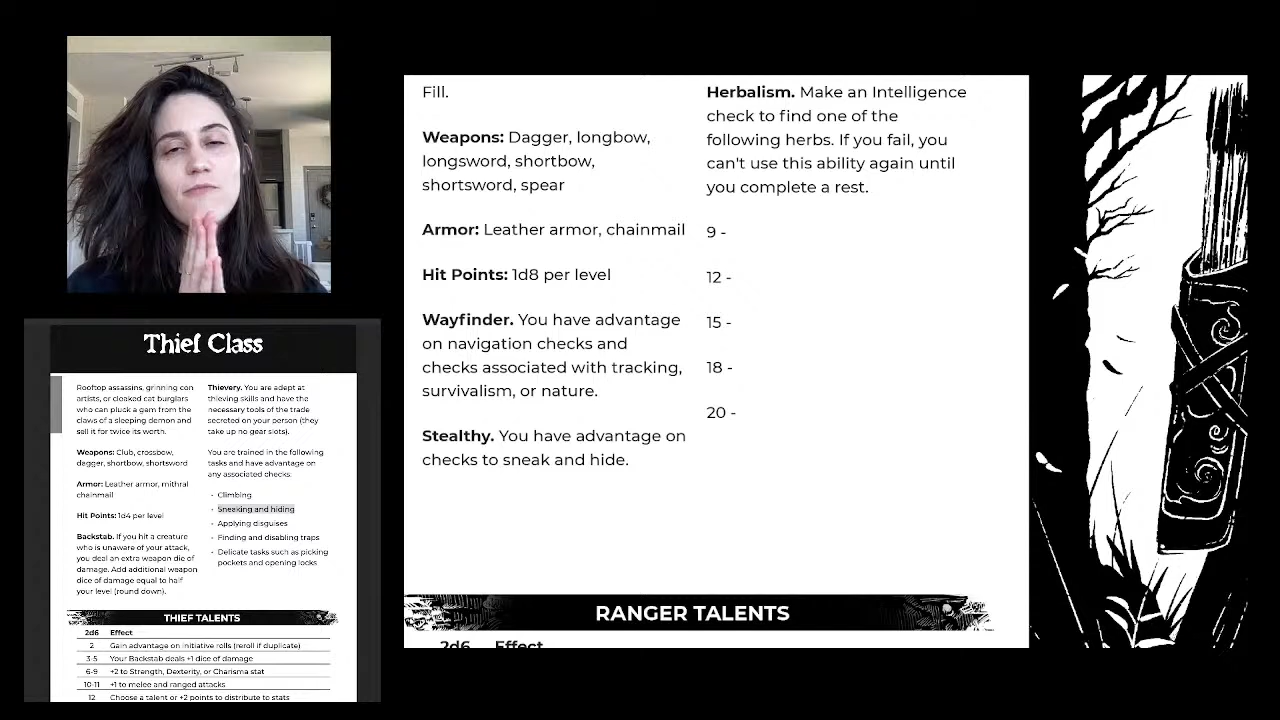 Fill.
Weapons: Dagger, longbow,
longsword, shortbow,
shortsword, spear
Armor: Leather armor, chainmail
Hit Points: 1d8 per level
Wayfinder. You have advantage
on navigation checks and
checks associated with tracking,
survivalism, or nature.
Stealthy. You have advantage on
checks to sneak and hide.
Herbalism. Make an Intelligence
check to find one of the
following herbs. If you fail, you
can't use this ability again until
you complete a rest.
9 -
12 -
15 -
18 -
20 -
RANGER TALENTS
2d6 Effect
Thief Class
Rooftop assassins, grinning con
artists, or cloaked cat burglars
who can pluck a gem from the
claws of a sleeping demon and
sell it for twice its worth.
Weapons: Club, crossbow,
dagger, shortbow, shortsword
Armor: Leather armor, mithral
chainmail
Hit Points: 1d4 per level
Backstab. If you hit a creature
who is unaware of your attack,
you deal an extra weapon die of
damage. Add additional weapon
dice of damage equal to half
your level (round down).
Thievery. You are adept at
thieving skills and have the
necessary tools of the trade
secreted on your person (they
take up no gear slots).
You are trained in the following
tasks and have advantage on
any associated checks:
• Climbing
• Sneaking and hiding
• Applying disguises
• Finding and disabling traps
• Delicate tasks such as picking
pockets and opening locks
THIEF TALENTS
2d6 Effect
2 Gain advantage on initiative rolls (reroll if duplicate)
3-5 Your Backstab deals +1 dice of damage
6-9 +2 to Strength, Dexterity, or Charisma stat
10-11 +1 to melee and ranged attacks
12 Choose a talent or +2 points to distribute to stats